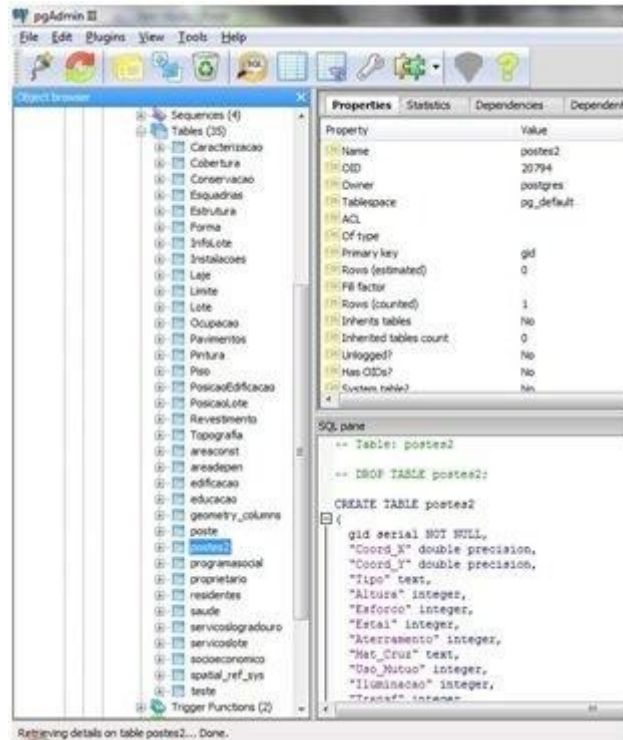 pgAdmin III
File Edit Plugins View Tools Help
SQL
Object browser
Sequences (4)
Tables (35)
Caracterizacao
Cobertura
Conservacao
Esquadrias
Estrutura
Forma
InfoLote
Instalacoes
Laje
Limite
Lote
Ocupacao
Pavimentos
Pintura
Piso
PosicaoEdificacao
PosicaoLote
Revestimento
Topografia
areaconst
areadepen
edificacao
educacao
geometry_columns
poste
postes2
programasocial
proprietario
residentes
saude
servicoslogradouro
servicoslote
socioeconomico
spatial_ref_sys
teste
Trigger Functions (2)
Properties Statistics Dependencies Dependent
Property Value
Name postes2
OID 20794
Owner postgres
Tablespace pg_default
ACL
Of type
Primary key gid
Rows (estimated) 0
Fill factor
Rows (counted) 1
Inherits tables No
Inherited tables count 0
Unlogged? No
Has OIDs? No
System table? No
SQL pane
-- Table: postes2
-- DROP TABLE postes2;
CREATE TABLE postes2
(
gid serial NOT NULL,
"Coord_X" double precision,
"Coord_Y" double precision,
"Tipo" text,
"Altura" integer,
"Esforco" integer,
"Estai" integer,
"Aterramento" integer,
"Mat_Cruz" text,
"Uso_Mutuo" integer,
"Iluminacao" integer,
"Transf" integer,
Retrieving details on table postes2... Done.